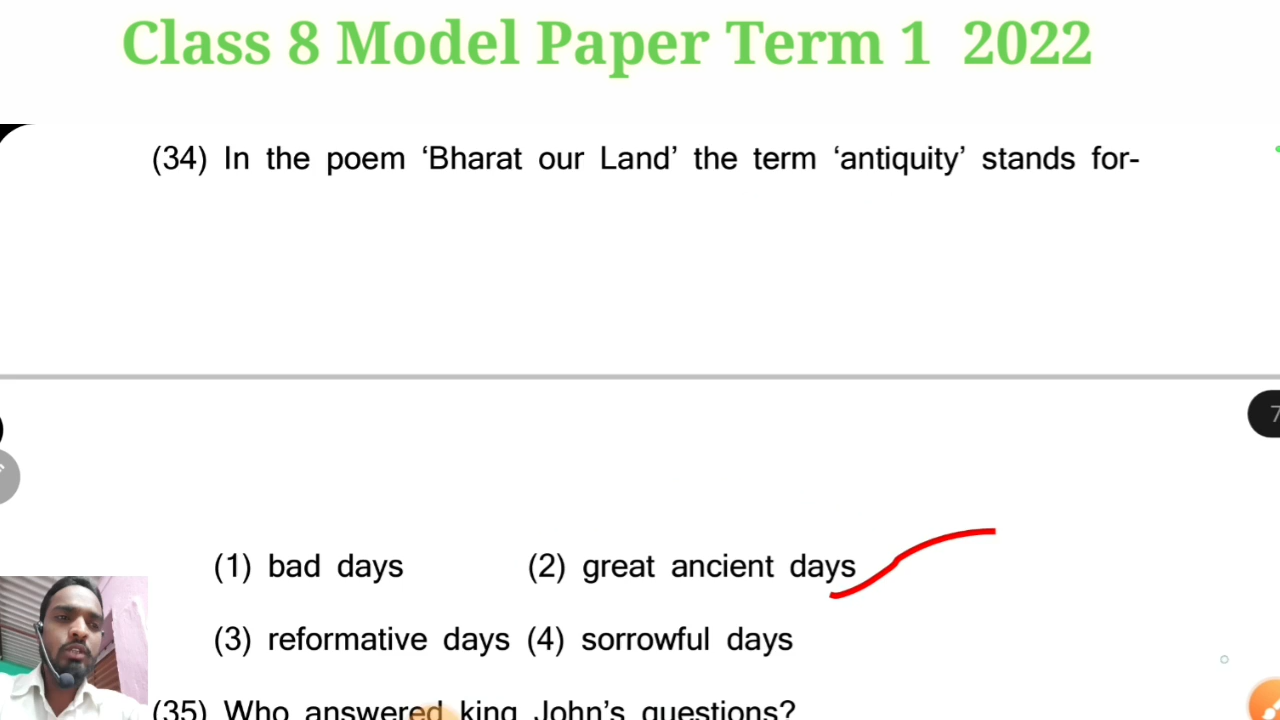 Class 8 Model Paper Term 1 2022
(34) In the poem ‘Bharat our Land’ the term ‘antiquity’ stands for-
7
(1) bad days (2) great ancient days
(3) reformative days (4) sorrowful days
(35) Who answered king John’s questions?